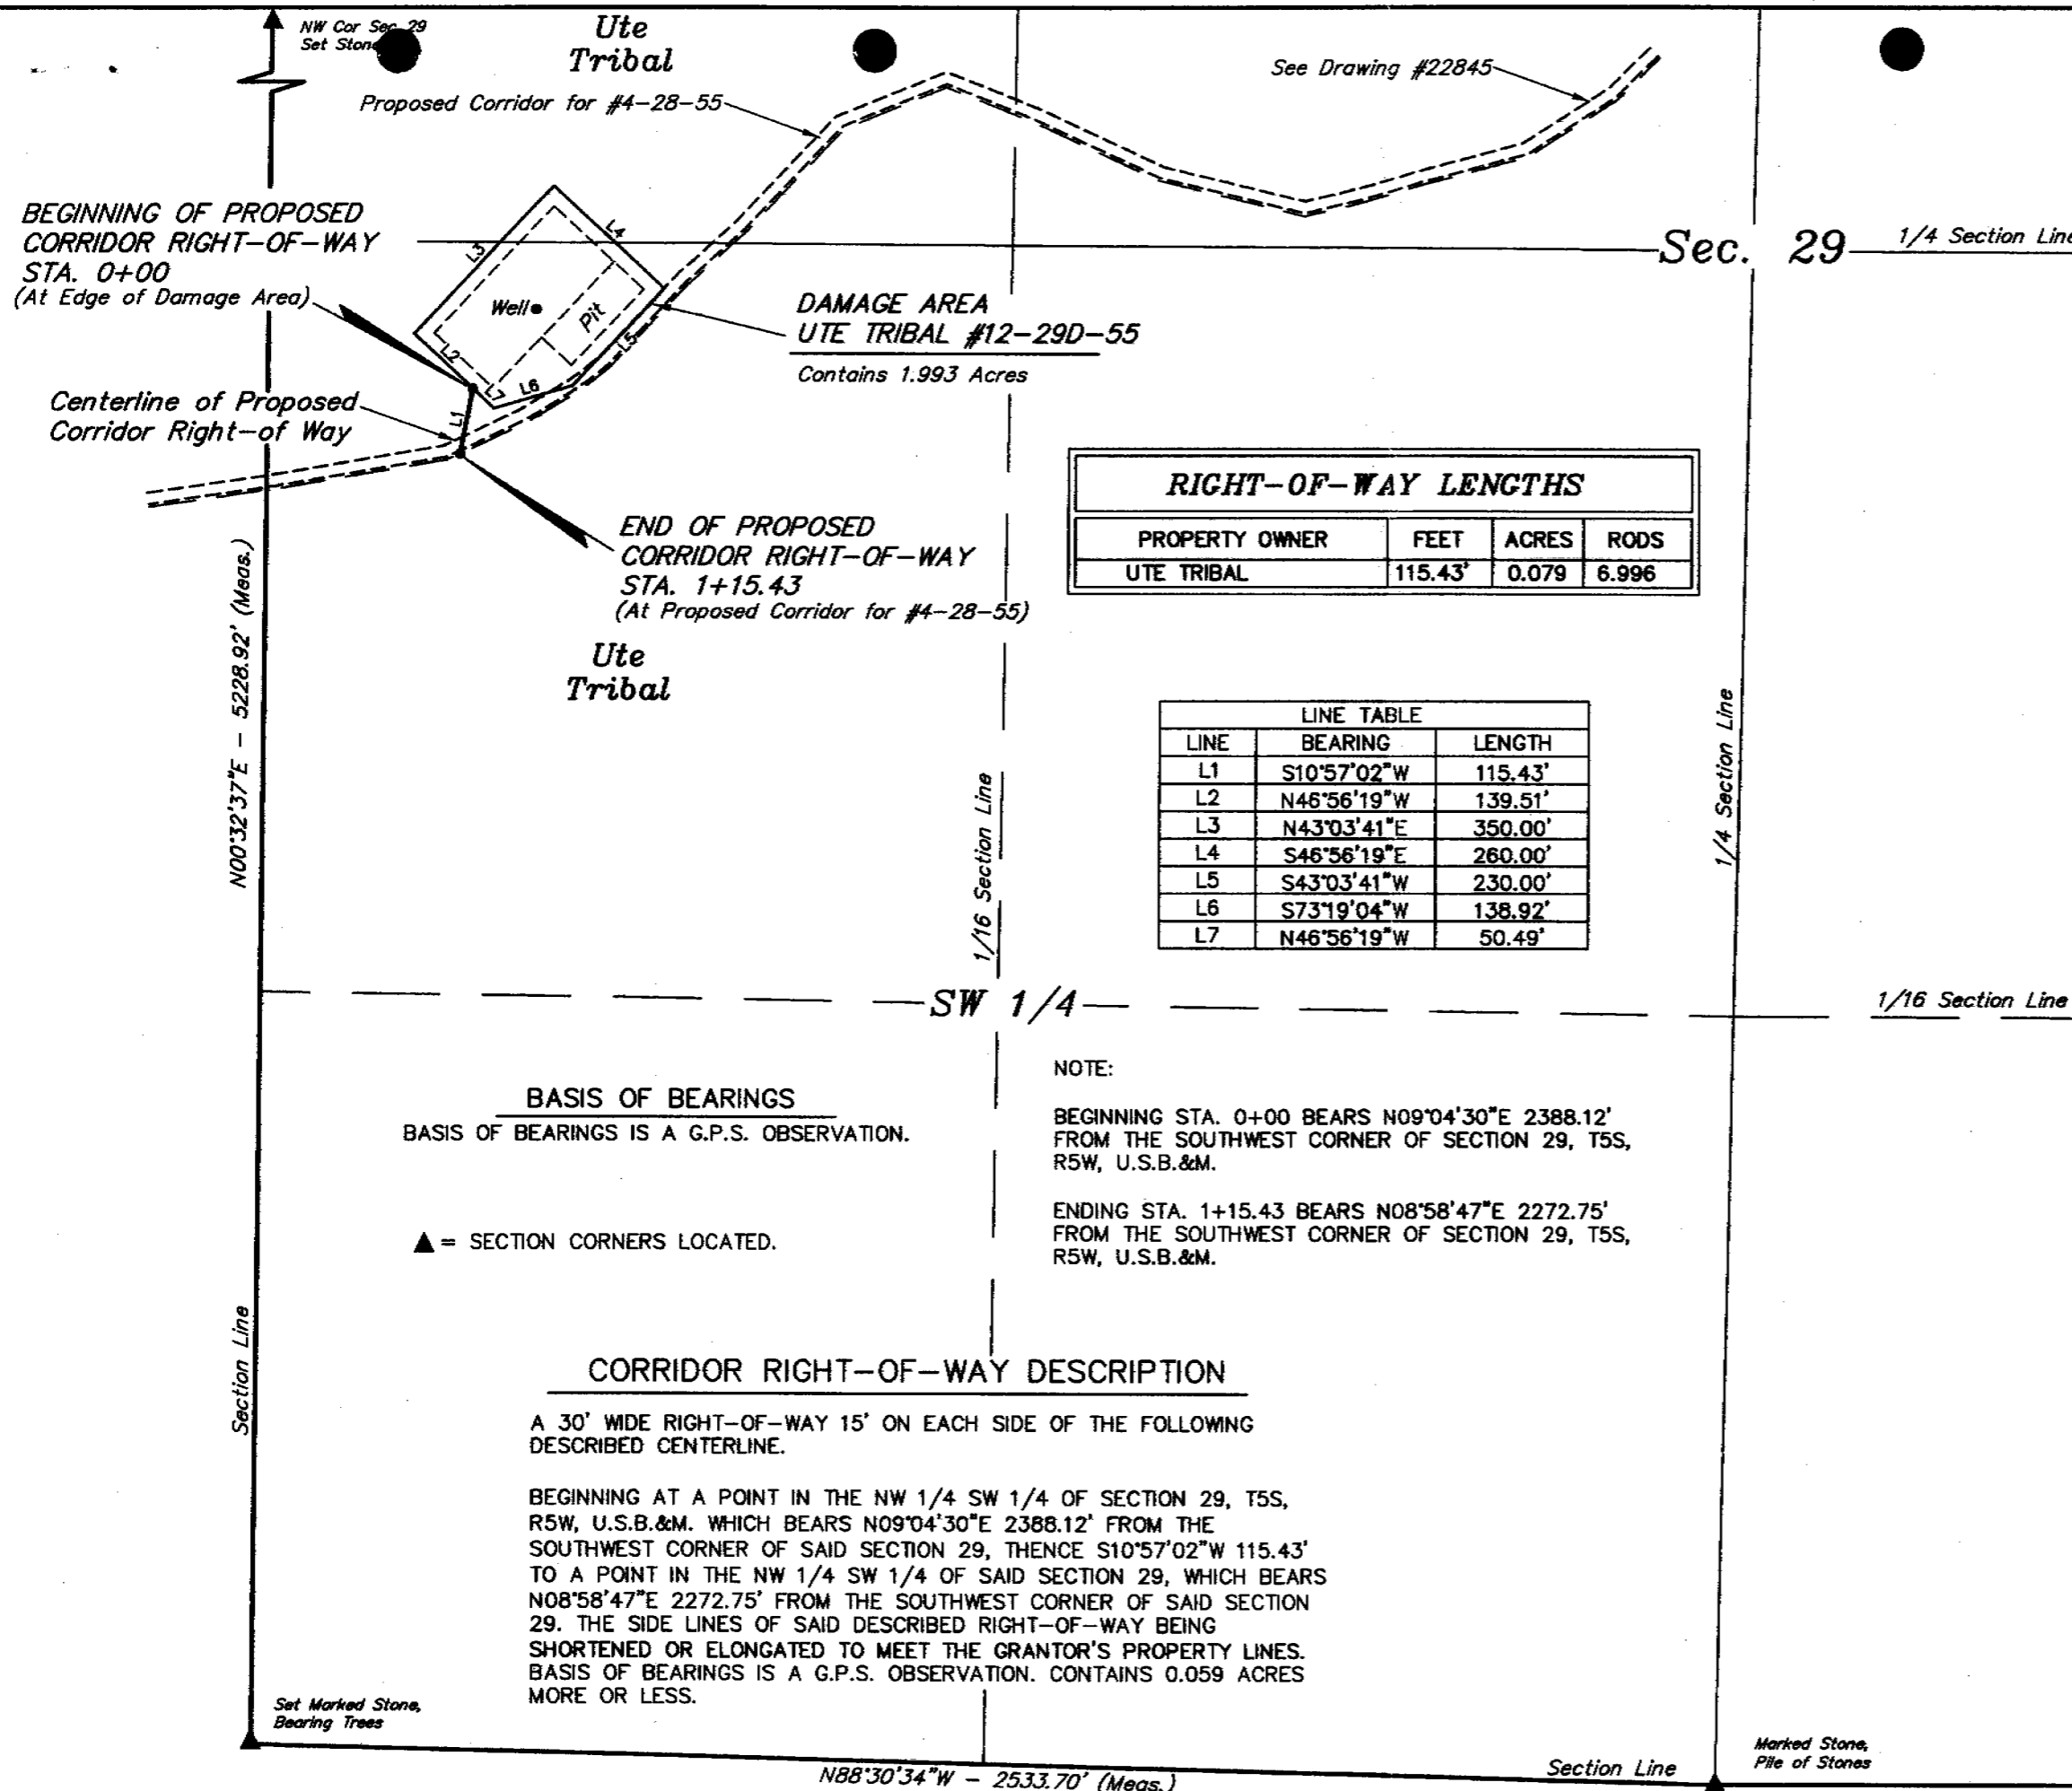 NW Cor Sec. 29
Set Stone
Ute
Tribal
See Drawing #22845
Proposed Corridor for #4-28-55
BEGINNING OF PROPOSED
CORRIDOR RIGHT-OF-WAY
STA. 0+00
(At Edge of Damage Area)
L3
L4
Sec. 29
1/4 Section Line
Well
Pit
DAMAGE AREA
UTE TRIBAL #12-29D-55
Contains 1.993 Acres
L2
L5
L7
L6
L1
Centerline of Proposed
Corridor Right-of Way
END OF PROPOSED
CORRIDOR RIGHT-OF-WAY
STA. 1+15.43
(At Proposed Corridor for #4-28-55)
RIGHT-OF-WAY LENGTHS
PROPERTY OWNER FEET ACRES RODS
UTE TRIBAL 115.43' 0.079 6.996
N00°32'37"E - 5228.92' (Meas.)
Ute
Tribal
LINE TABLE
LINE BEARING LENGTH
L1 S10°57'02"W 115.43'
L2 N46°56'19"W 139.51'
L3 N43°03'41"E 350.00'
L4 S46°56'19"E 260.00'
L5 S43°03'41"W 230.00'
L6 S73°19'04"W 138.92'
L7 N46°56'19"W 50.49'
1/16 Section Line
1/4 Section Line
SW 1/4
1/16 Section Line
BASIS OF BEARINGS
BASIS OF BEARINGS IS A G.P.S. OBSERVATION.
▲ = SECTION CORNERS LOCATED.
NOTE:
BEGINNING STA. 0+00 BEARS N09°04'30"E 2388.12'
FROM THE SOUTHWEST CORNER OF SECTION 29, T5S,
R5W, U.S.B.&M.
ENDING STA. 1+15.43 BEARS N08°58'47"E 2272.75'
FROM THE SOUTHWEST CORNER OF SECTION 29, T5S,
R5W, U.S.B.&M.
Section Line
CORRIDOR RIGHT-OF-WAY DESCRIPTION
A 30' WIDE RIGHT-OF-WAY 15' ON EACH SIDE OF THE FOLLOWING
DESCRIBED CENTERLINE.
BEGINNING AT A POINT IN THE NW 1/4 SW 1/4 OF SECTION 29, T5S,
R5W, U.S.B.&M. WHICH BEARS N09°04'30"E 2388.12' FROM THE
SOUTHWEST CORNER OF SAID SECTION 29, THENCE S10°57'02"W 115.43'
TO A POINT IN THE NW 1/4 SW 1/4 OF SAID SECTION 29, WHICH BEARS
N08°58'47"E 2272.75' FROM THE SOUTHWEST CORNER OF SAID SECTION
29. THE SIDE LINES OF SAID DESCRIBED RIGHT-OF-WAY BEING
SHORTENED OR ELONGATED TO MEET THE GRANTOR'S PROPERTY LINES.
BASIS OF BEARINGS IS A G.P.S. OBSERVATION. CONTAINS 0.059 ACRES
MORE OR LESS.
Set Marked Stone,
Bearing Trees
N88°30'34"W - 2533.70' (Meas.)
Section Line
Marked Stone,
Pile of Stones